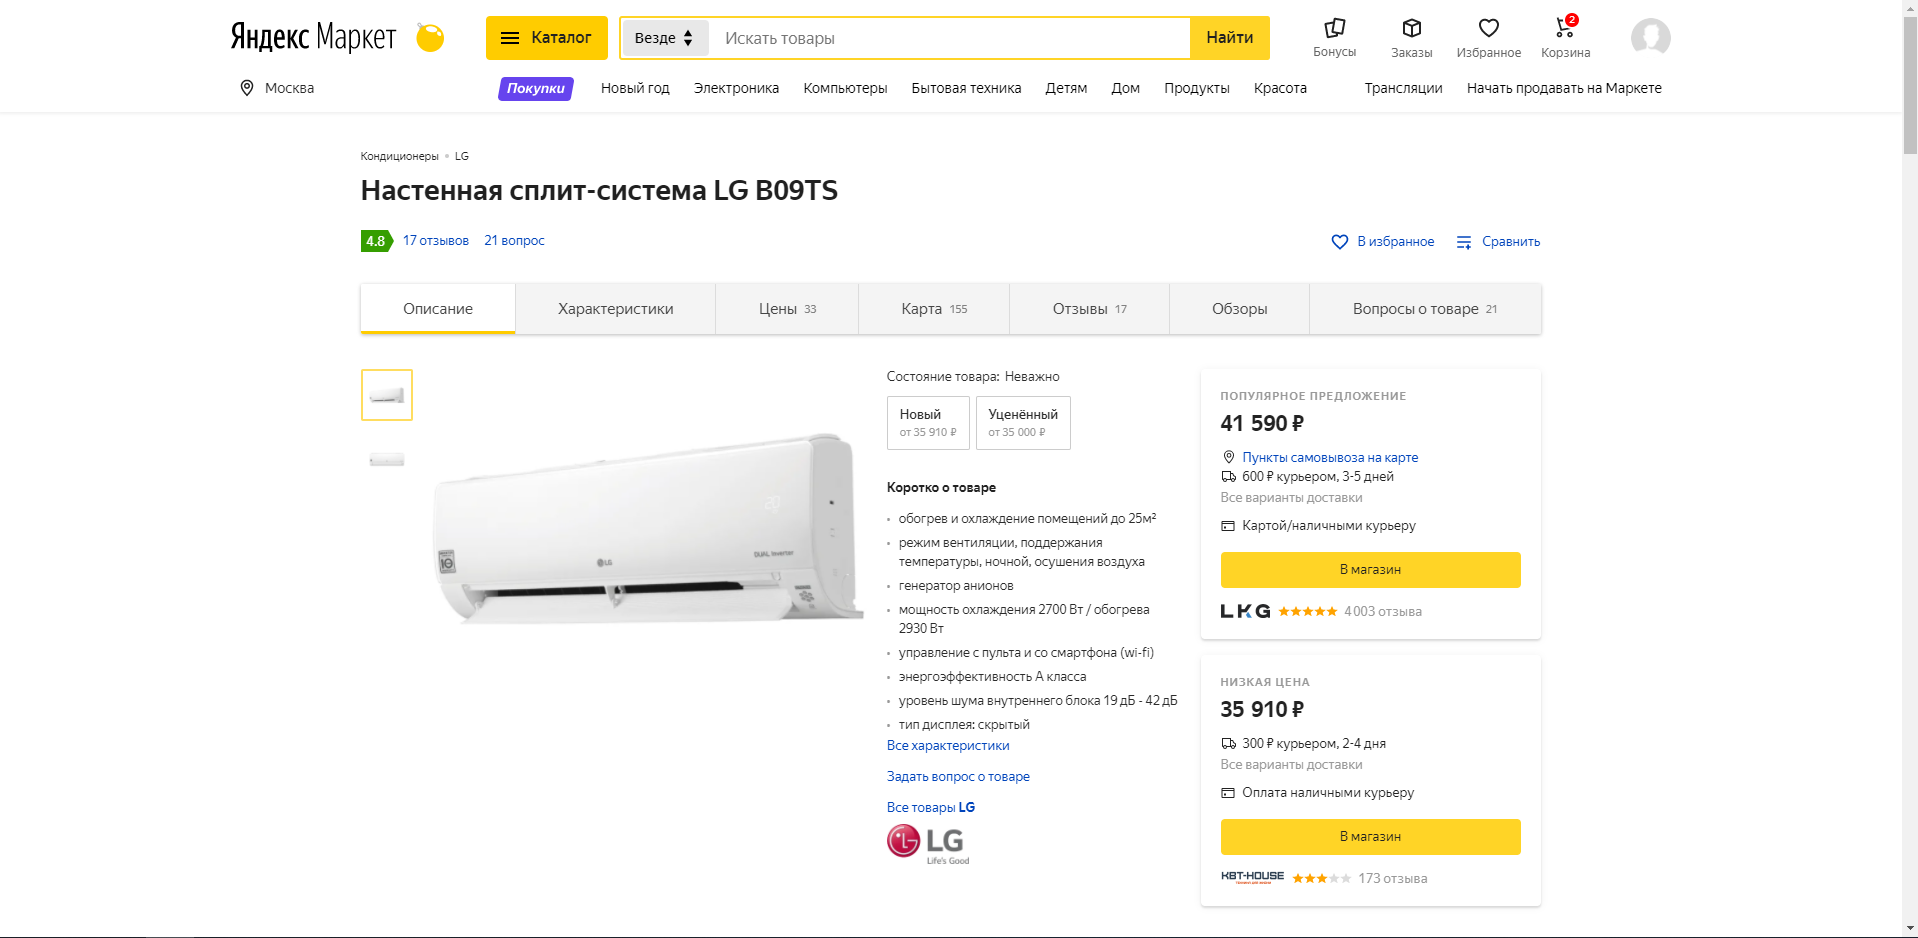 Яндекс Маркет
Каталог
Везде
Искать товары
Найти
Бонусы
Заказы
Избранное
2
Корзина
Москва
Покупки
Новый год
Электроника
Компьютеры
Бытовая техника
Детям
Дом
Продукты
Красота
Трансляции
Начать продавать на Маркете
Кондиционеры • LG
Настенная сплит-система LG B09TS
4.8 17 отзывов 21 вопрос
В избранное
Сравнить
Описание
Характеристики
Цены 33
Карта 155
Отзывы 17
Обзоры
Вопросы о товаре 21
DUAL Inverter
LG
10
Состояние товара: Неважно
Новый
от 35 910 ₽
Уценённый
от 35 000 ₽
Коротко о товаре
обогрев и охлаждение помещений до 25м²
режим вентиляции, поддержания
температуры, ночной, осушения воздуха
генератор анионов
мощность охлаждения 2700 Вт / обогрева
2930 Вт
управление с пульта и со смартфона (wi-fi)
энергоэффективность A класса
уровень шума внутреннего блока 19 дБ - 42 дБ
тип дисплея: скрытый
Все характеристики
Задать вопрос о товаре
Все товары LG
LG
Life's Good
ПОПУЛЯРНОЕ ПРЕДЛОЖЕНИЕ
41 590 ₽
Пункты самовывоза на карте
600 ₽ курьером, 3-5 дней
Все варианты доставки
Картой/наличными курьеру
В магазин
LKG 4 003 отзыва
НИЗКАЯ ЦЕНА
35 910 ₽
300 ₽ курьером, 2-4 дня
Все варианты доставки
Оплата наличными курьеру
В магазин
КВТ-HOUSE 173 отзыва